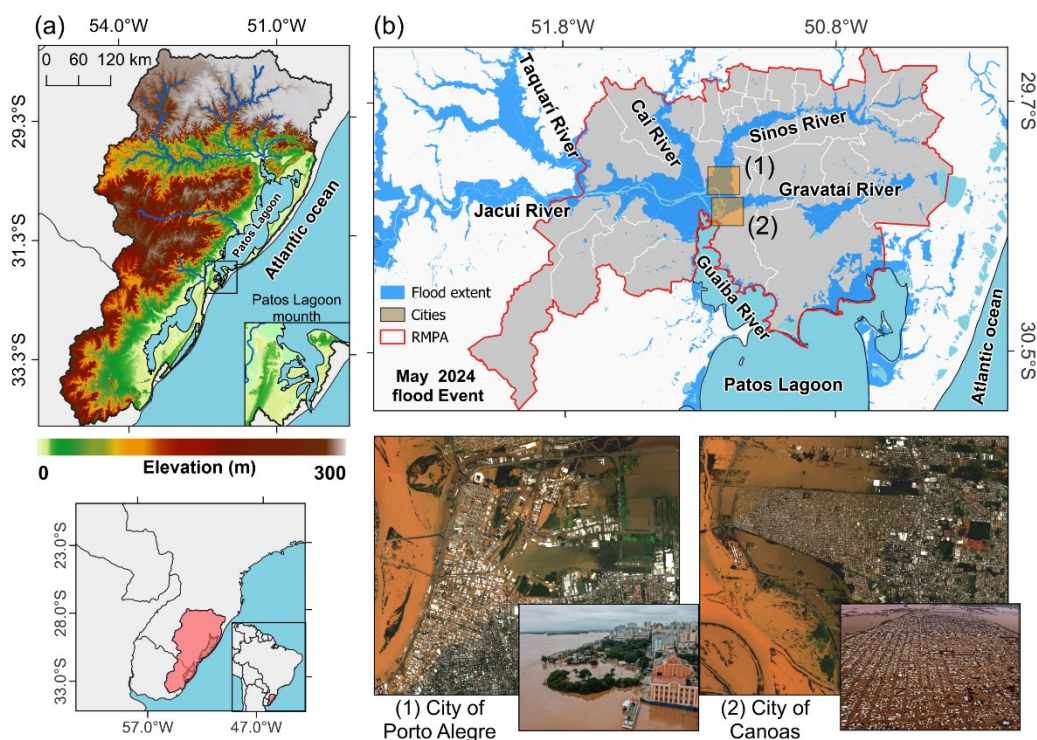 (a)
54.0°W
51.0°W
0 60 120 km
29.3°S
31.3°S
33.3°S
Patos Lagoon
Atlantic ocean
Patos Lagoon
mounth
0
Elevation (m)
300
23.0°S
28.0°S
33.0°S
57.0°W
47.0°W
(b)
51.8°W
50.8°W
29.7°S
30.5°S
Taquarí River
Caí River
Sinos River
(1)
Gravataí River
Jacuí River
(2)
Guaíba River
Flood extent
Cities
RMPA
May 2024
flood Event
Patos Lagoon
Atlantic ocean
(1) City of
Porto Alegre
(2) City of
Canoas